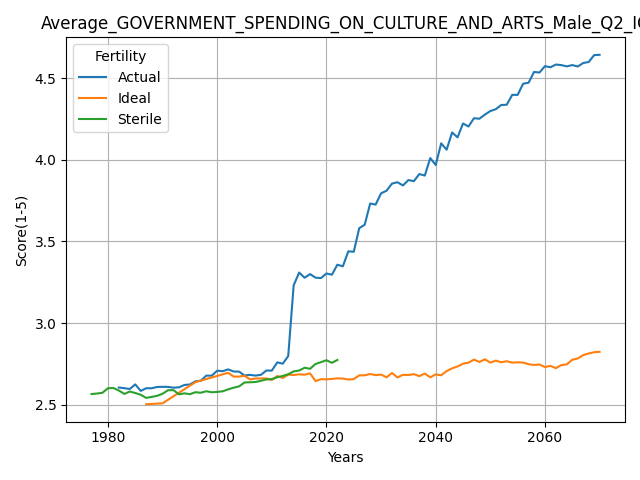 Average_GOVERNMENT_SPENDING_ON_CULTURE_AND_ARTS_Male_Q2_IQ
Fertility
Actual
Ideal
Sterile
Score(1-5)
4.5
4.0
3.5
3.0
2.5
1980 2000 2020 2040 2060
Years